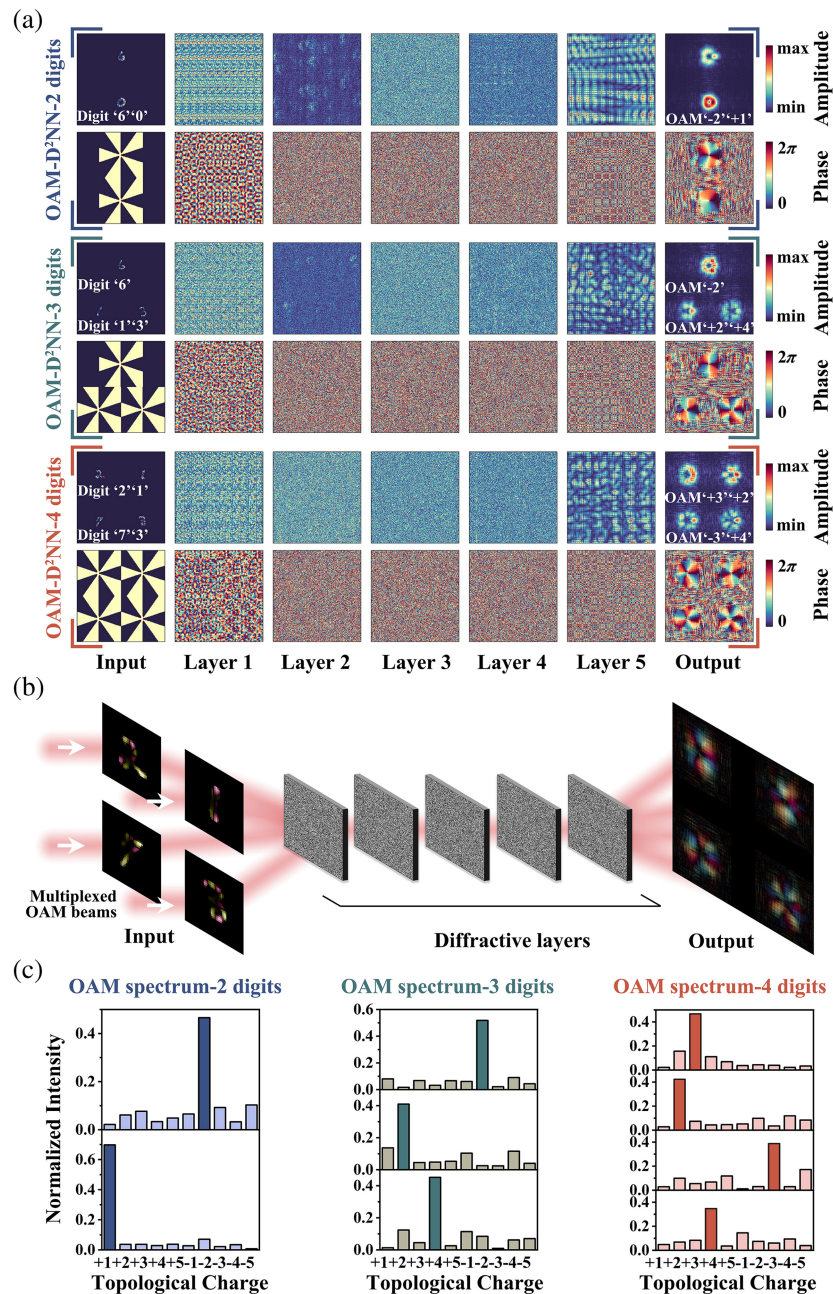 (a)
OAM-D²NN-2 digits
Digit ‘6’‘0’
OAM‘-2’‘+1’
max
min
Amplitude
2π
0
Phase
OAM-D²NN-3 digits
Digit ‘6’
Digit ‘1’‘3’
OAM‘-2’
OAM‘+2’‘+4’
max
min
Amplitude
2π
0
Phase
OAM-D²NN-4 digits
Digit ‘2’‘1’
Digit ‘7’‘3’
OAM‘+3’‘+2’
OAM‘-3’‘+4’
max
min
Amplitude
2π
0
Phase
Input Layer 1 Layer 2 Layer 3 Layer 4 Layer 5 Output
(b)
Multiplexed
OAM beams
Input
Diffractive layers
Output
(c)
OAM spectrum-2 digits
Normalized Intensity
0.4
0.2
0.0
0.6
0.4
0.2
0.0
+1+2+3+4+5-1-2-3-4-5
Topological Charge
OAM spectrum-3 digits
0.6
0.4
0.2
0.0
0.4
0.2
0.0
0.4
0.2
0.0
+1+2+3+4+5-1-2-3-4-5
Topological Charge
OAM spectrum-4 digits
0.4
0.2
0.0
0.4
0.2
0.0
0.4
0.2
0.0
0.4
0.2
0.0
+1+2+3+4+5-1-2-3-4-5
Topological Charge